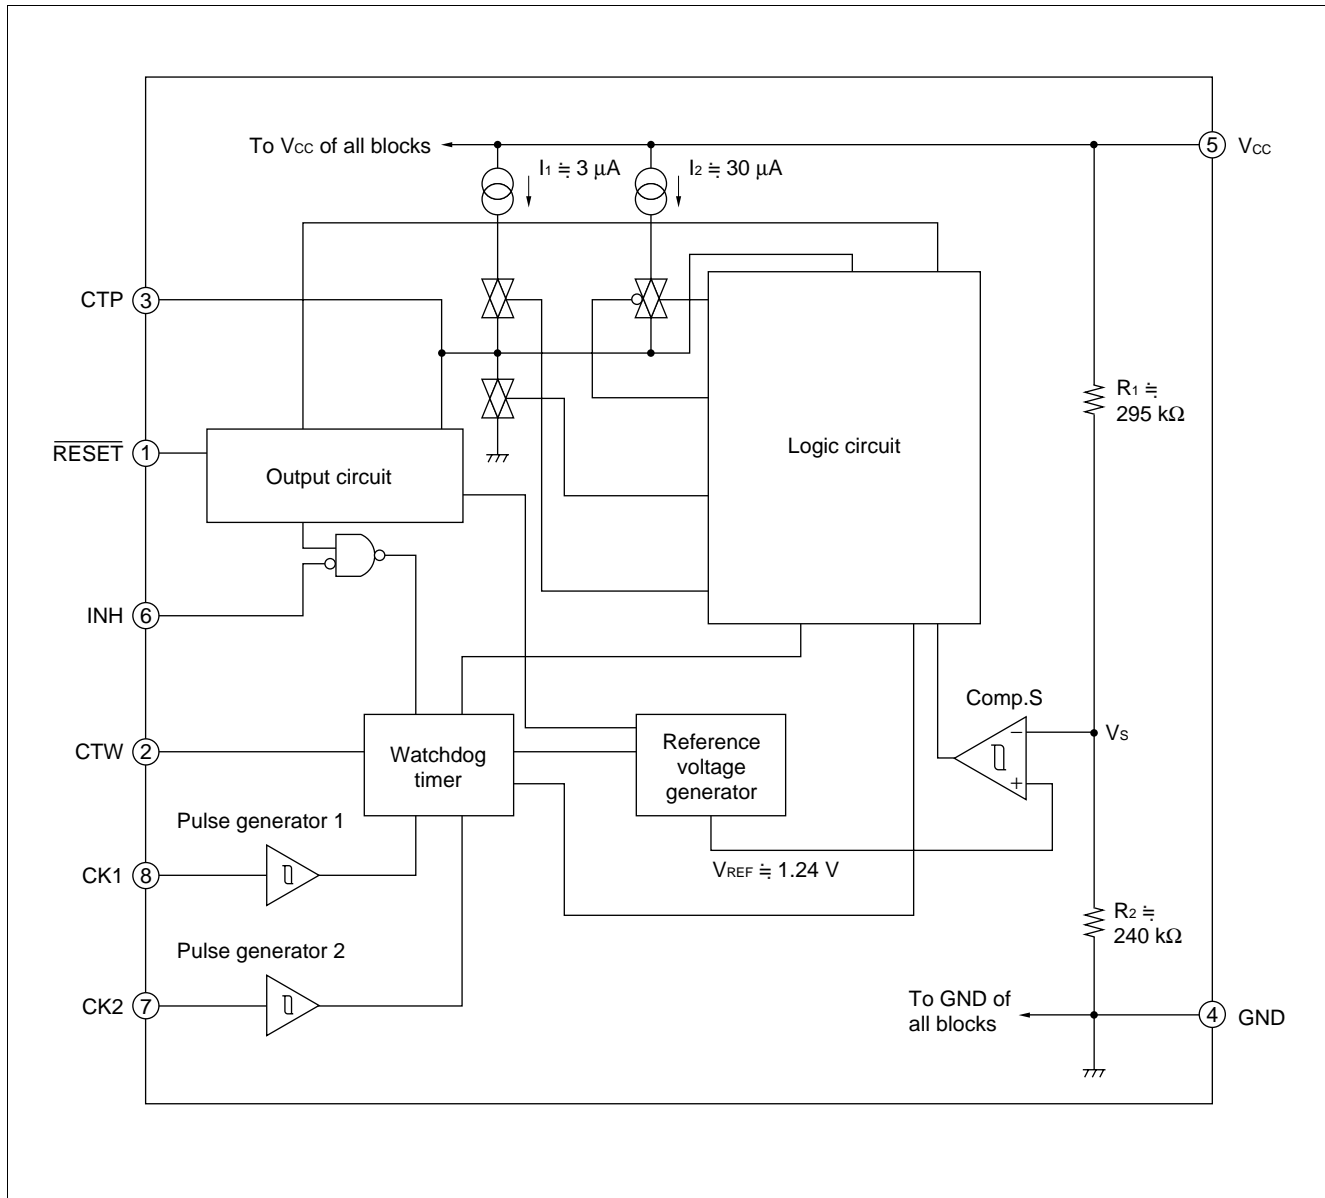 To VCC of all blocks
I1 ≒ 3 μA
I2 ≒ 30 μA
5
VCC
CTP
3
R1 ≒
295 kΩ
RESET
1
Output circuit
Logic circuit
INH
6
Comp.S
CTW
2
Watchdog
timer
Reference
voltage
generator
−
+
VS
Pulse generator 1
CK1
8
VREF ≒ 1.24 V
R2 ≒
240 kΩ
Pulse generator 2
CK2
7
To GND of
all blocks
4
GND